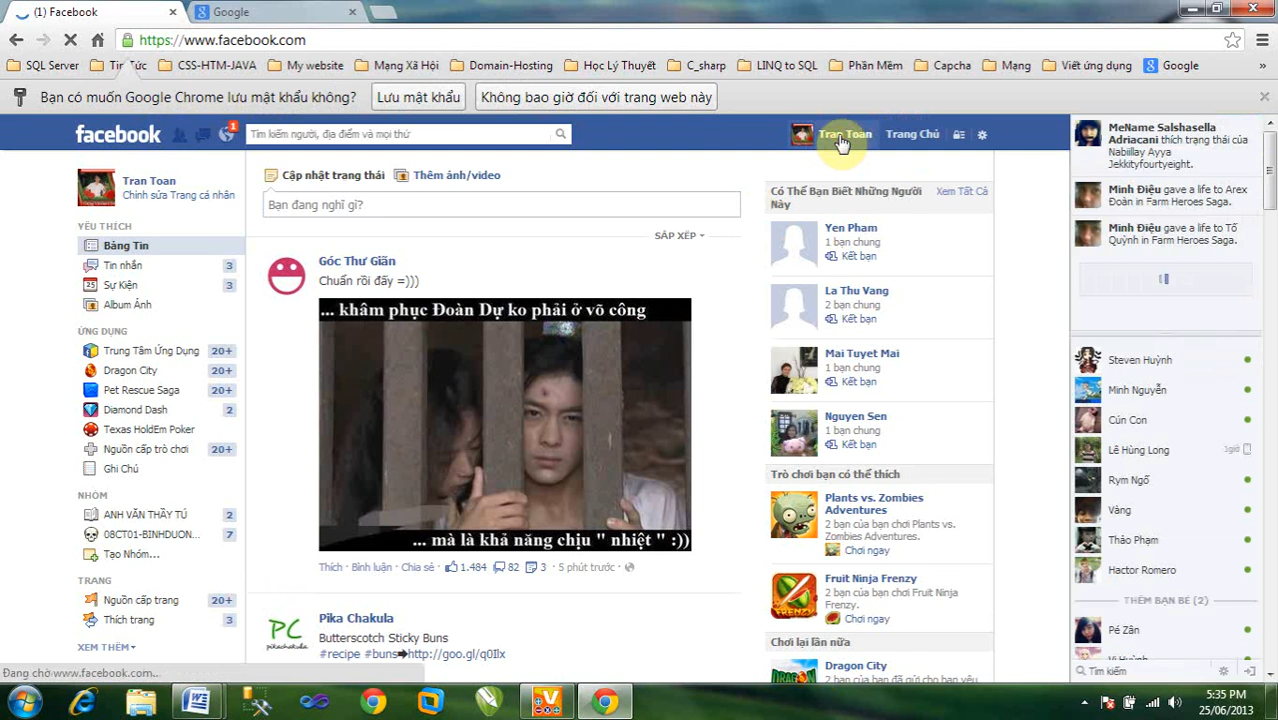 (1) Facebook
Google
https://www.facebook.com
SQL Server
Tin Tức
CSS-HTM-JAVA
My website
Mạng Xã Hội
Domain-Hosting
Học Lý Thuyết
C_sharp
LINQ to SQL
Phần Mềm
Capcha
Mạng
Viết ứng dụng
Google
»
Bạn có muốn Google Chrome lưu mật khẩu không?
Lưu mật khẩu
Không bao giờ đối với trang web này
facebook
1
Tìm kiếm người, địa điểm và mọi thứ
Tran Toan
Trang Chủ
Tran Toan
Chỉnh sửa Trang cá nhân
YÊU THÍCH
Bảng Tin
Tin nhắn 3
Sự Kiện 3
Album Ảnh
ỨNG DỤNG
Trung Tâm Ứng Dụng 20+
Dragon City 20+
Pet Rescue Saga 20+
Diamond Dash 2
Texas HoldEm Poker
Nguồn cấp trò chơi 20+
Ghi Chú
NHÓM
ANH VĂN THẦY TÚ 2
08CT01-BINHDUON... 20+
Tạo Nhóm...
TRANG
Nguồn cấp trang 20+
Thích trang 3
XEM THÊM
Cập nhật trạng thái
Thêm ảnh/video
Bạn đang nghĩ gì?
SẮP XẾP
Góc Thư Giãn
Chuẩn rồi đấy =)))
... khâm phục Đoàn Dự ko phải ở võ công
... mà là khả năng chịu " nhiệt " :))
Thích · Bình luận · Chia sẻ · 1.484 82 3 · 5 phút trước ·
Pika Chakula
PC
pikachakula
Butterscotch Sticky Buns
#recipe #buns➡http://goo.gl/q0Ilx
Có Thể Bạn Biết Những Người
Này
Xem Tất Cả
Yen Pham
1 bạn chung
Kết bạn
La Thu Vang
2 bạn chung
Kết bạn
Mai Tuyet Mai
1 bạn chung
Kết bạn
Nguyen Sen
1 bạn chung
Kết bạn
Trò chơi bạn có thể thích
Plants vs. Zombies
Adventures
2 bạn của bạn chơi Plants vs.
Zombies Adventures.
Chơi ngay
Fruit Ninja Frenzy
2 bạn của bạn chơi Fruit Ninja
Frenzy.
Chơi ngay
Chơi lại lần nữa
Dragon City
MeName Salshasella
Adriacani thích trạng thái của
Nabillay Ayya
Jekkityfourtyeight.
Minh Điệu gave a life to Arex
Đoàn in Farm Heroes Saga.
Minh Điệu gave a life to Tố
Quỳnh in Farm Heroes Saga.
Steven Huỳnh
Minh Nguyễn
Cún Con
Lê Hùng Long 1giờ
Rym Ngố
Vàng
Thảo Phạm
Hactor Romero
THÊM BẠN BÈ (2)
Pé Zân
Tìm kiếm
Đang chờ www.facebook.com...
5:35 PM
25/06/2013